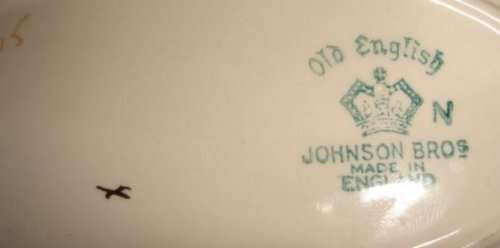 Old English
N
JOHNSON BROS
MADE IN
ENGLAND